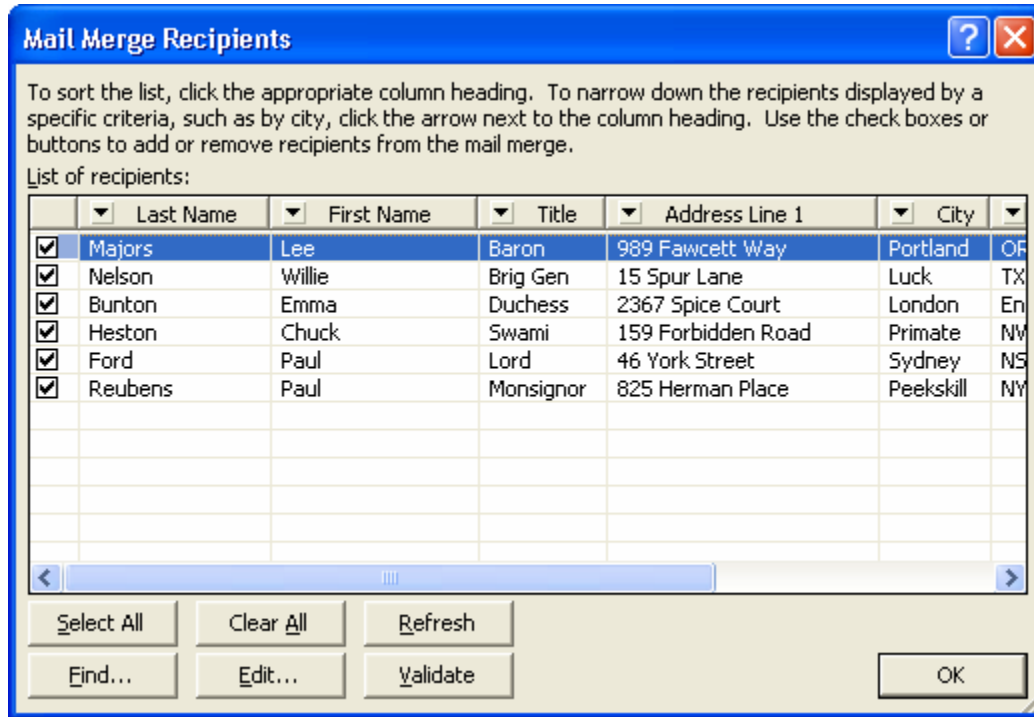 Mail Merge Recipients
To sort the list, click the appropriate column heading. To narrow down the recipients displayed by a
specific criteria, such as by city, click the arrow next to the column heading. Use the check boxes or
buttons to add or remove recipients from the mail merge.
List of recipients:
Last Name First Name Title Address Line 1 City
Majors Lee Baron 989 Fawcett Way Portland OR
Nelson Willie Brig Gen 15 Spur Lane Luck TX
Bunton Emma Duchess 2367 Spice Court London En
Heston Chuck Swami 159 Forbidden Road Primate NV
Ford Paul Lord 46 York Street Sydney NS
Reubens Paul Monsignor 825 Herman Place Peekskill NY
Select All Clear All Refresh
Find... Edit... Validate OK